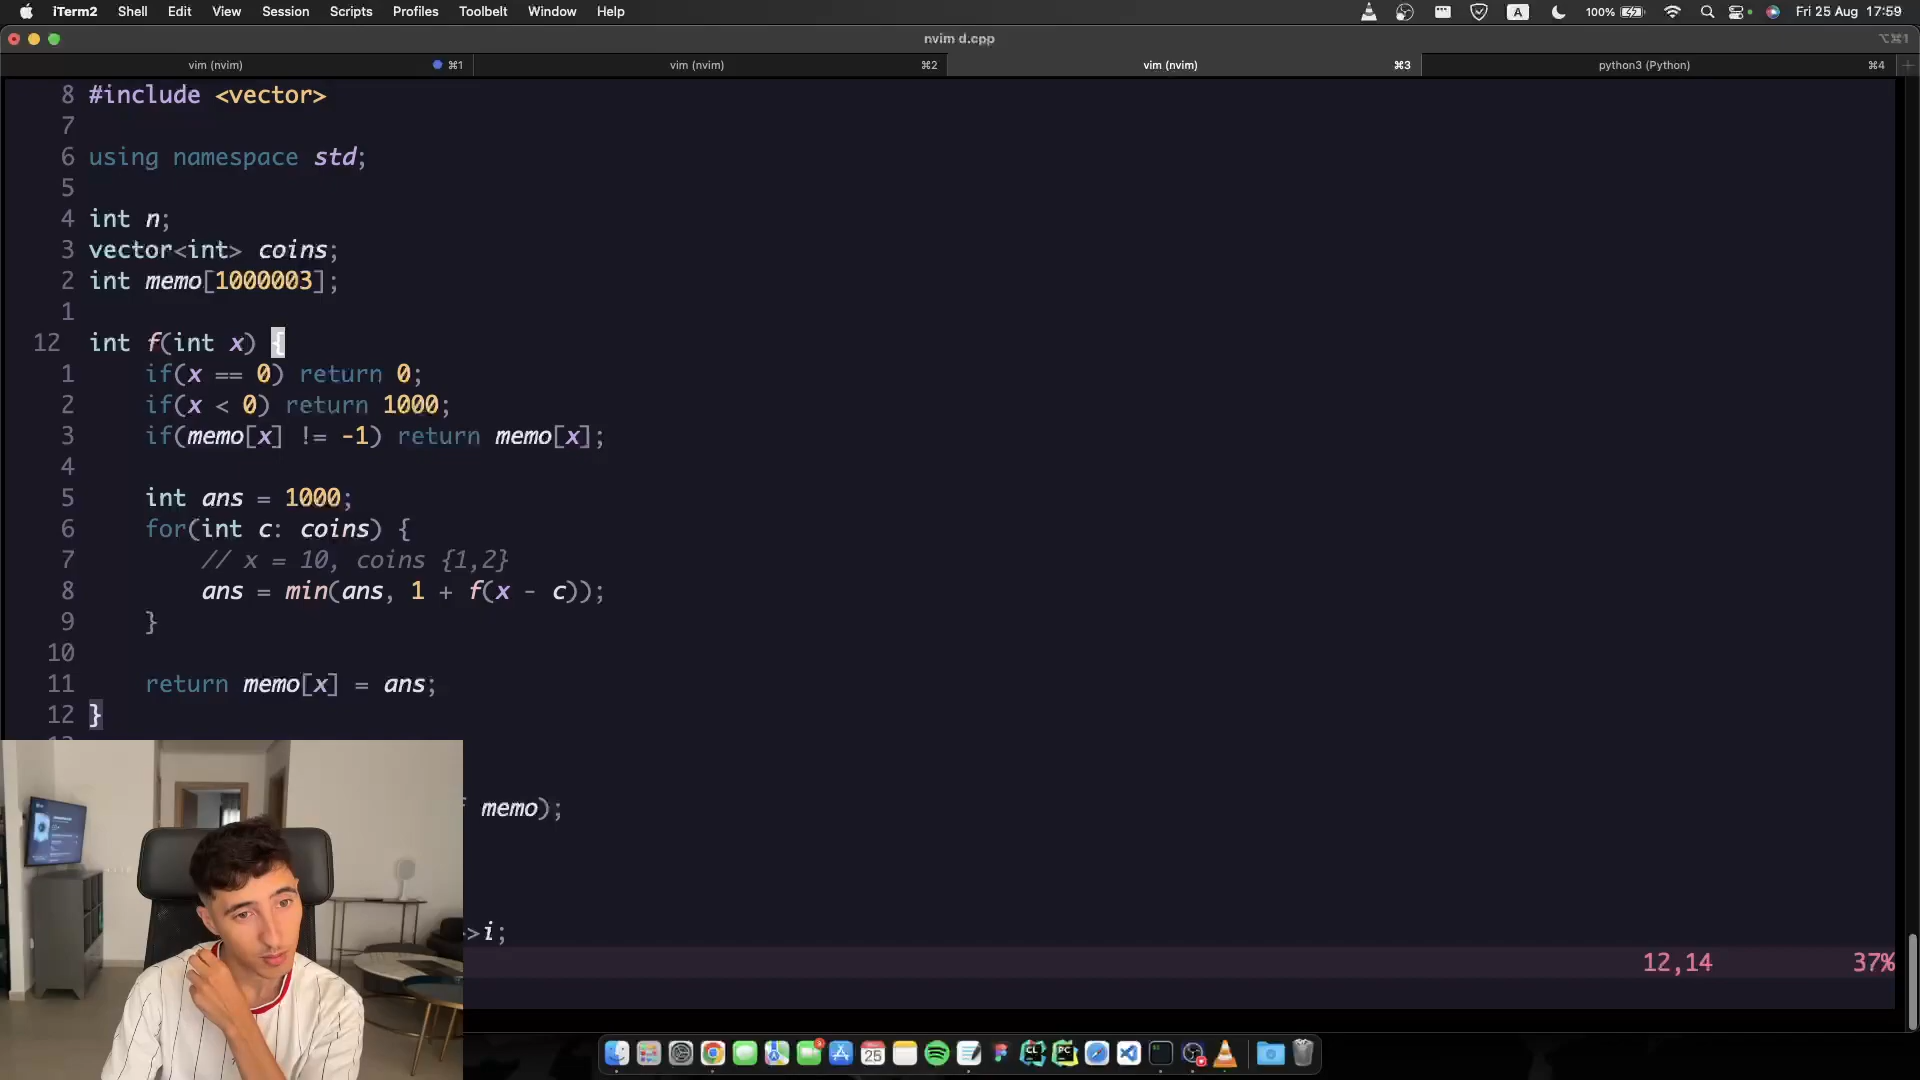 iTerm2 Shell Edit View Session Scripts Profiles Toolbelt Window Help A 100% Fri 25 Aug 17:59
nvim d.cpp ⌥⌘1
vim (nvim) ⌘1 vim (nvim) ⌘2 vim (nvim) ⌘3 python3 (Python) ⌘4
8 #include <vector>
7
6 using namespace std;
5
4 int n;
3 vector<int> coins;
2 int memo[1000003];
1
12 int f(int x) {
1 if(x == 0) return 0;
2 if(x < 0) return 1000;
3 if(memo[x] != -1) return memo[x];
4
5 int ans = 1000;
6 for(int c: coins) {
7 // x = 10, coins {1,2}
8 ans = min(ans, 1 + f(x - c));
9 }
10
11 return memo[x] = ans;
12 }
memo);
>>i;
12,14 37%
25 CL PC